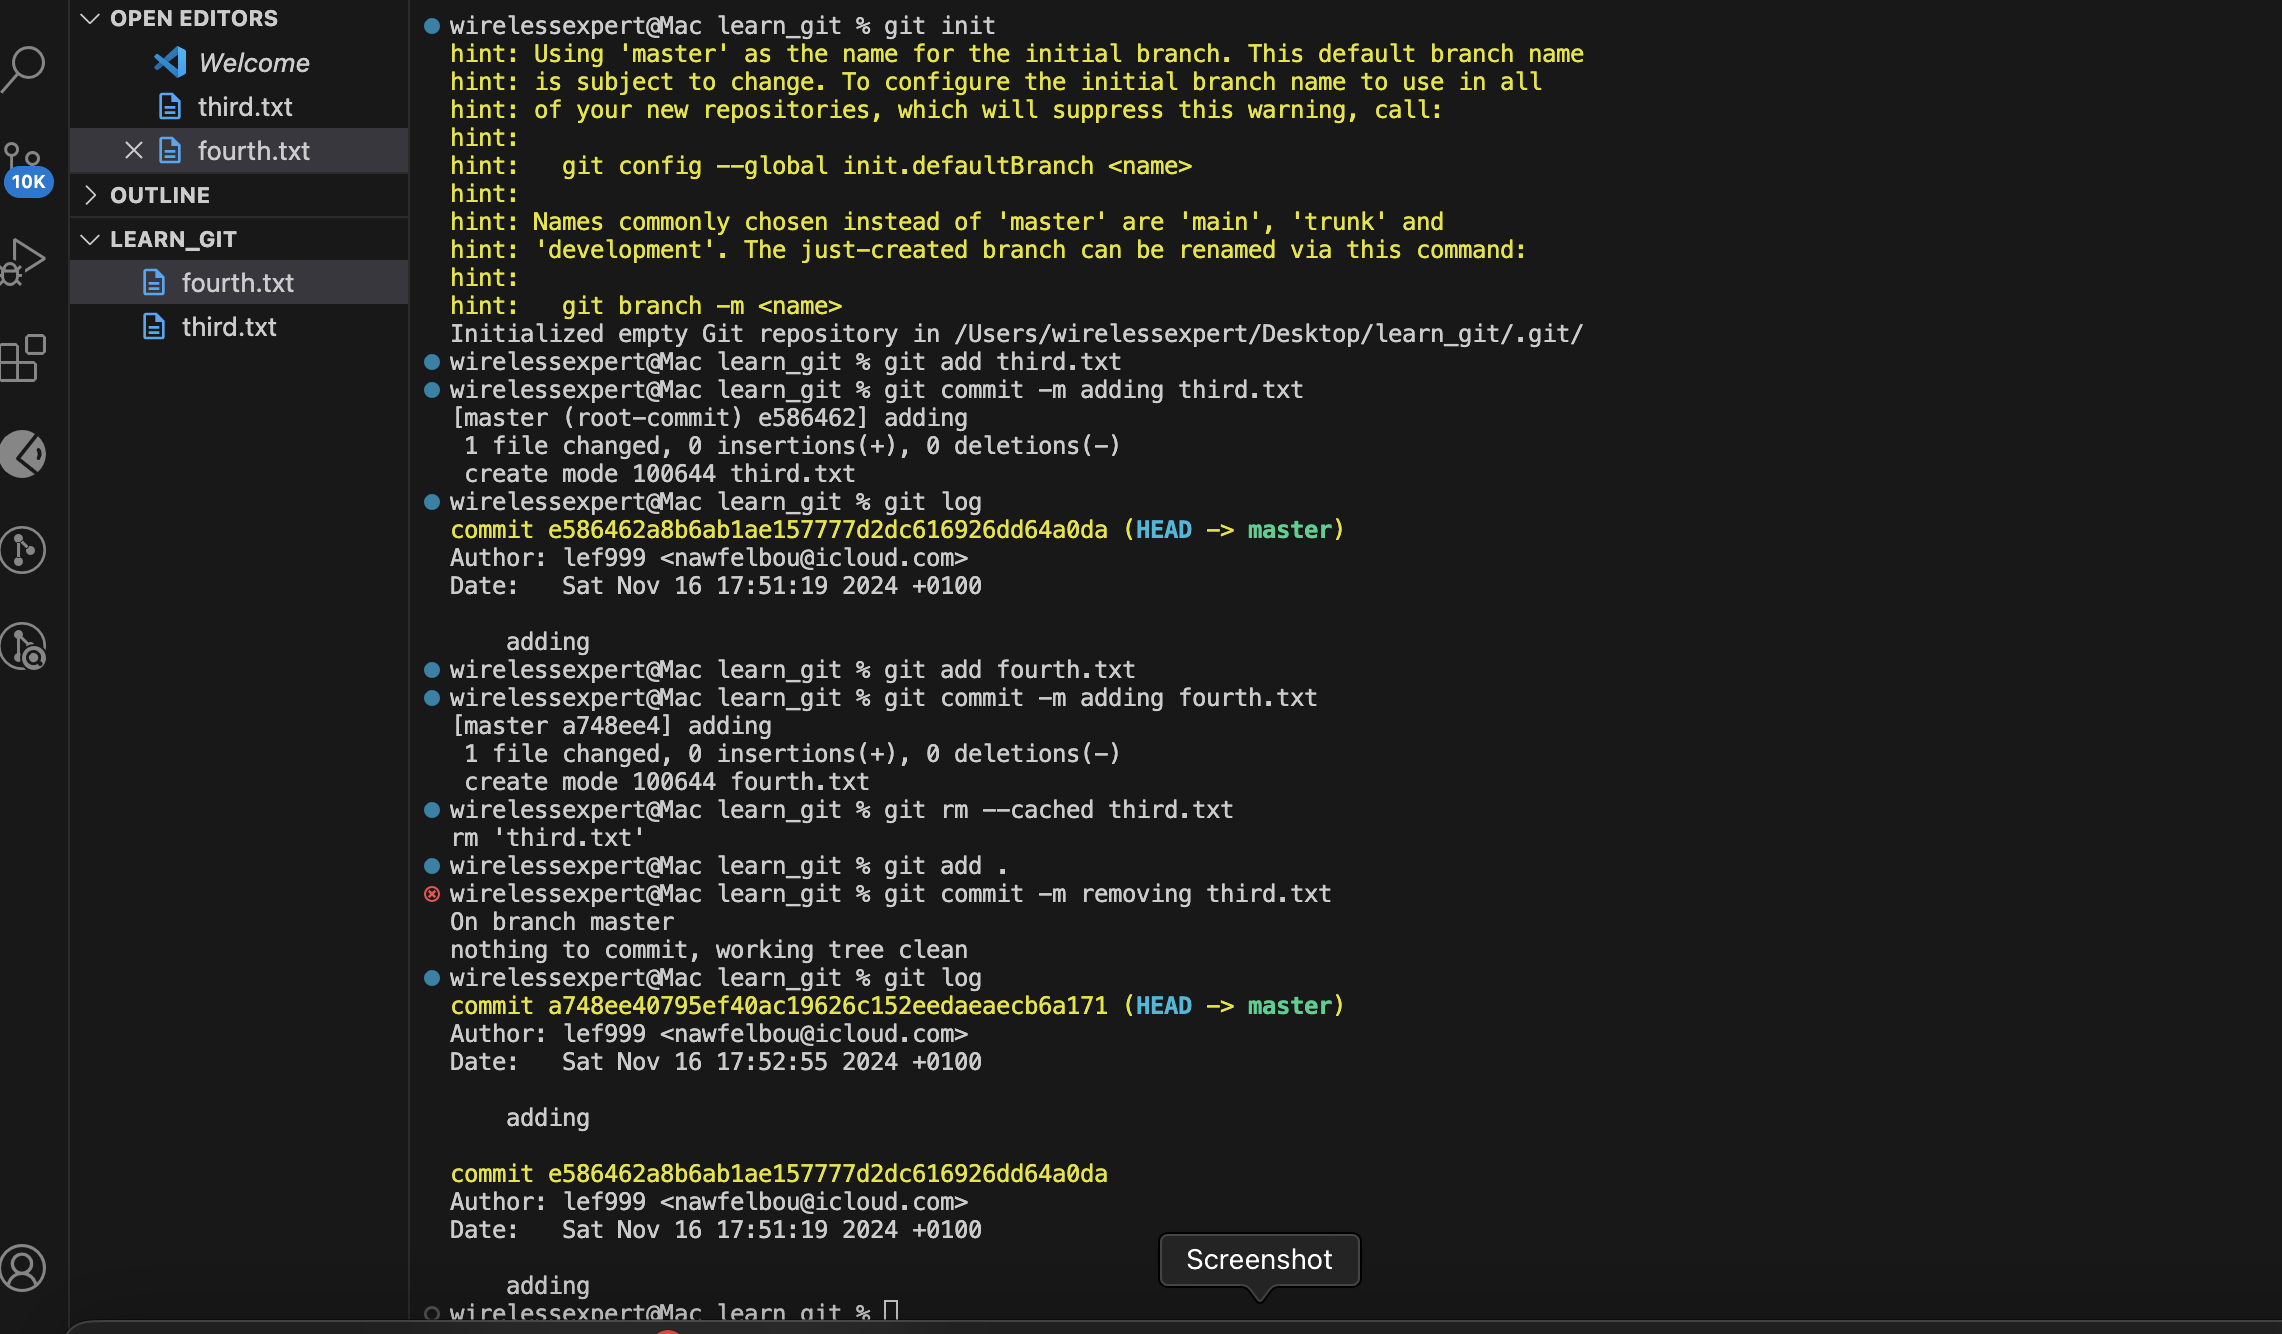 OPEN EDITORS
Welcome
third.txt
fourth.txt
10K
OUTLINE
LEARN_GIT
fourth.txt
third.txt
wirelessexpert@Mac learn_git % git init
hint: Using 'master' as the name for the initial branch. This default branch name
hint: is subject to change. To configure the initial branch name to use in all
hint: of your new repositories, which will suppress this warning, call:
hint:
hint:   git config --global init.defaultBranch <name>
hint:
hint: Names commonly chosen instead of 'master' are 'main', 'trunk' and
hint: 'development'. The just-created branch can be renamed via this command:
hint:
hint:   git branch -m <name>
Initialized empty Git repository in /Users/wirelessexpert/Desktop/learn_git/.git/
wirelessexpert@Mac learn_git % git add third.txt
wirelessexpert@Mac learn_git % git commit -m adding third.txt
[master (root-commit) e586462] adding
 1 file changed, 0 insertions(+), 0 deletions(-)
 create mode 100644 third.txt
wirelessexpert@Mac learn_git % git log
commit e586462a8b6ab1ae157777d2dc616926dd64a0da (HEAD -> master)
Author: lef999 <nawfelbou@icloud.com>
Date:   Sat Nov 16 17:51:19 2024 +0100
    adding
wirelessexpert@Mac learn_git % git add fourth.txt
wirelessexpert@Mac learn_git % git commit -m adding fourth.txt
[master a748ee4] adding
 1 file changed, 0 insertions(+), 0 deletions(-)
 create mode 100644 fourth.txt
wirelessexpert@Mac learn_git % git rm --cached third.txt
rm 'third.txt'
wirelessexpert@Mac learn_git % git add .
wirelessexpert@Mac learn_git % git commit -m removing third.txt
On branch master
nothing to commit, working tree clean
wirelessexpert@Mac learn_git % git log
commit a748ee40795ef40ac19626c152eedaeaecb6a171 (HEAD -> master)
Author: lef999 <nawfelbou@icloud.com>
Date:   Sat Nov 16 17:52:55 2024 +0100
    adding
commit e586462a8b6ab1ae157777d2dc616926dd64a0da
Author: lef999 <nawfelbou@icloud.com>
Date:   Sat Nov 16 17:51:19 2024 +0100
    adding
Screenshot
wirelessexpert@Mac learn_git %